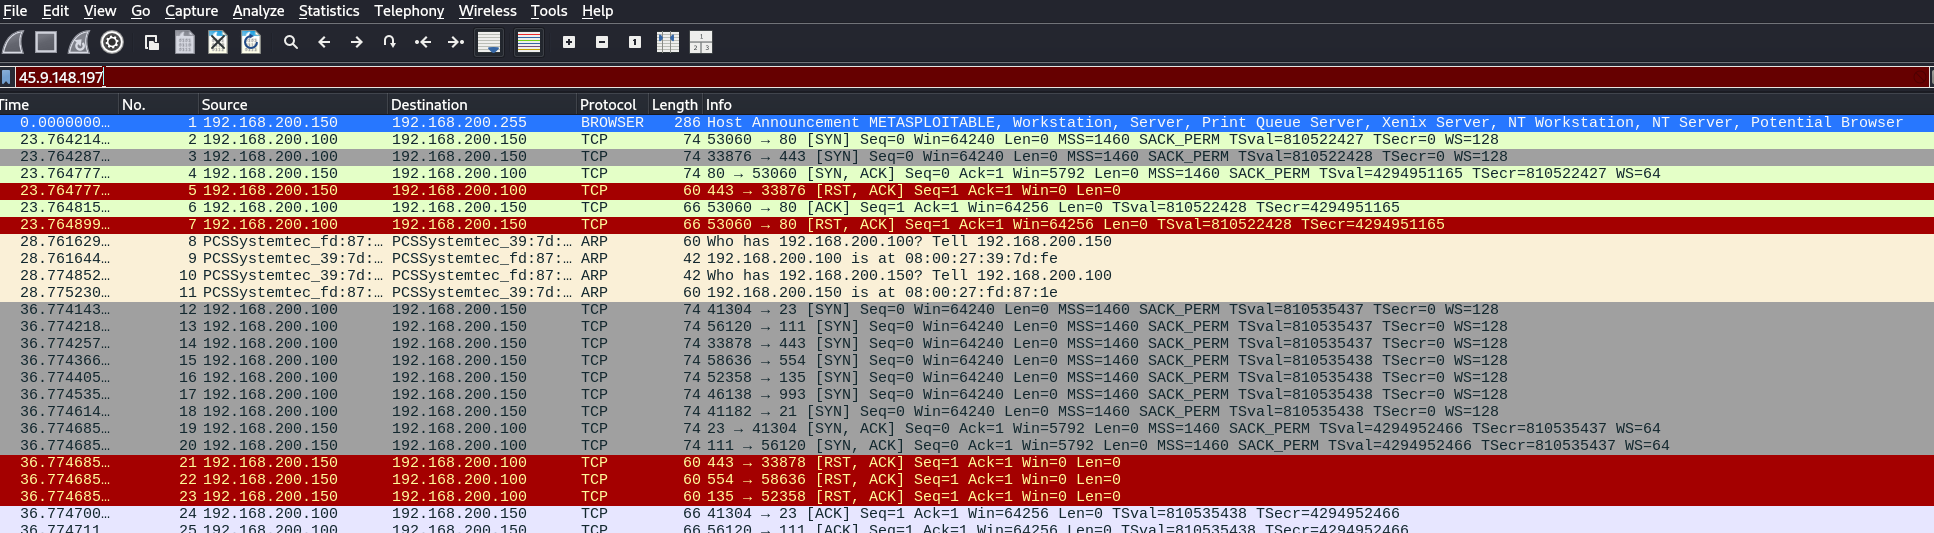 File Edit View Go Capture Analyze Statistics Telephony Wireless Tools Help
45.9.148.197
Time No. Source Destination Protocol Length Info
0.0000000… 1 192.168.200.150 192.168.200.255 BROWSER 286 Host Announcement METASPLOITABLE, Workstation, Server, Print Queue Server, Xenix Server, NT Workstation, NT Server, Potential Browser
23.764214… 2 192.168.200.100 192.168.200.150 TCP 74 53060 → 80 [SYN] Seq=0 Win=64240 Len=0 MSS=1460 SACK_PERM TSval=810522427 TSecr=0 WS=128
23.764287… 3 192.168.200.100 192.168.200.150 TCP 74 33876 → 443 [SYN] Seq=0 Win=64240 Len=0 MSS=1460 SACK_PERM TSval=810522428 TSecr=0 WS=128
23.764777… 4 192.168.200.150 192.168.200.100 TCP 74 80 → 53060 [SYN, ACK] Seq=0 Ack=1 Win=5792 Len=0 MSS=1460 SACK_PERM TSval=4294951165 TSecr=810522427 WS=64
23.764777… 5 192.168.200.150 192.168.200.100 TCP 60 443 → 33876 [RST, ACK] Seq=1 Ack=1 Win=0 Len=0
23.764815… 6 192.168.200.100 192.168.200.150 TCP 66 53060 → 80 [ACK] Seq=1 Ack=1 Win=64256 Len=0 TSval=810522428 TSecr=4294951165
23.764899… 7 192.168.200.100 192.168.200.150 TCP 66 53060 → 80 [RST, ACK] Seq=1 Ack=1 Win=64256 Len=0 TSval=810522428 TSecr=4294951165
28.761629… 8 PCSSystemtec_fd:87:… PCSSystemtec_39:7d:… ARP 60 Who has 192.168.200.100? Tell 192.168.200.150
28.761644… 9 PCSSystemtec_39:7d:… PCSSystemtec_fd:87:… ARP 42 192.168.200.100 is at 08:00:27:39:7d:fe
28.774852… 10 PCSSystemtec_39:7d:… PCSSystemtec_fd:87:… ARP 42 Who has 192.168.200.150? Tell 192.168.200.100
28.775230… 11 PCSSystemtec_fd:87:… PCSSystemtec_39:7d:… ARP 60 192.168.200.150 is at 08:00:27:fd:87:1e
36.774143… 12 192.168.200.100 192.168.200.150 TCP 74 41304 → 23 [SYN] Seq=0 Win=64240 Len=0 MSS=1460 SACK_PERM TSval=810535437 TSecr=0 WS=128
36.774218… 13 192.168.200.100 192.168.200.150 TCP 74 56120 → 111 [SYN] Seq=0 Win=64240 Len=0 MSS=1460 SACK_PERM TSval=810535437 TSecr=0 WS=128
36.774257… 14 192.168.200.100 192.168.200.150 TCP 74 33878 → 443 [SYN] Seq=0 Win=64240 Len=0 MSS=1460 SACK_PERM TSval=810535437 TSecr=0 WS=128
36.774366… 15 192.168.200.100 192.168.200.150 TCP 74 58636 → 554 [SYN] Seq=0 Win=64240 Len=0 MSS=1460 SACK_PERM TSval=810535438 TSecr=0 WS=128
36.774405… 16 192.168.200.100 192.168.200.150 TCP 74 52358 → 135 [SYN] Seq=0 Win=64240 Len=0 MSS=1460 SACK_PERM TSval=810535438 TSecr=0 WS=128
36.774535… 17 192.168.200.100 192.168.200.150 TCP 74 46138 → 993 [SYN] Seq=0 Win=64240 Len=0 MSS=1460 SACK_PERM TSval=810535438 TSecr=0 WS=128
36.774614… 18 192.168.200.100 192.168.200.150 TCP 74 41182 → 21 [SYN] Seq=0 Win=64240 Len=0 MSS=1460 SACK_PERM TSval=810535438 TSecr=0 WS=128
36.774685… 19 192.168.200.150 192.168.200.100 TCP 74 23 → 41304 [SYN, ACK] Seq=0 Ack=1 Win=5792 Len=0 MSS=1460 SACK_PERM TSval=4294952466 TSecr=810535437 WS=64
36.774685… 20 192.168.200.150 192.168.200.100 TCP 74 111 → 56120 [SYN, ACK] Seq=0 Ack=1 Win=5792 Len=0 MSS=1460 SACK_PERM TSval=4294952466 TSecr=810535437 WS=64
36.774685… 21 192.168.200.150 192.168.200.100 TCP 60 443 → 33878 [RST, ACK] Seq=1 Ack=1 Win=0 Len=0
36.774685… 22 192.168.200.150 192.168.200.100 TCP 60 554 → 58636 [RST, ACK] Seq=1 Ack=1 Win=0 Len=0
36.774685… 23 192.168.200.150 192.168.200.100 TCP 60 135 → 52358 [RST, ACK] Seq=1 Ack=1 Win=0 Len=0
36.774700… 24 192.168.200.100 192.168.200.150 TCP 66 41304 → 23 [ACK] Seq=1 Ack=1 Win=64256 Len=0 TSval=810535438 TSecr=4294952466
36.774711… 25 192.168.200.100 192.168.200.150 TCP 66 56120 → 111 [ACK] Seq=1 Ack=1 Win=64256 Len=0 TSval=810535438 TSecr=4294952466